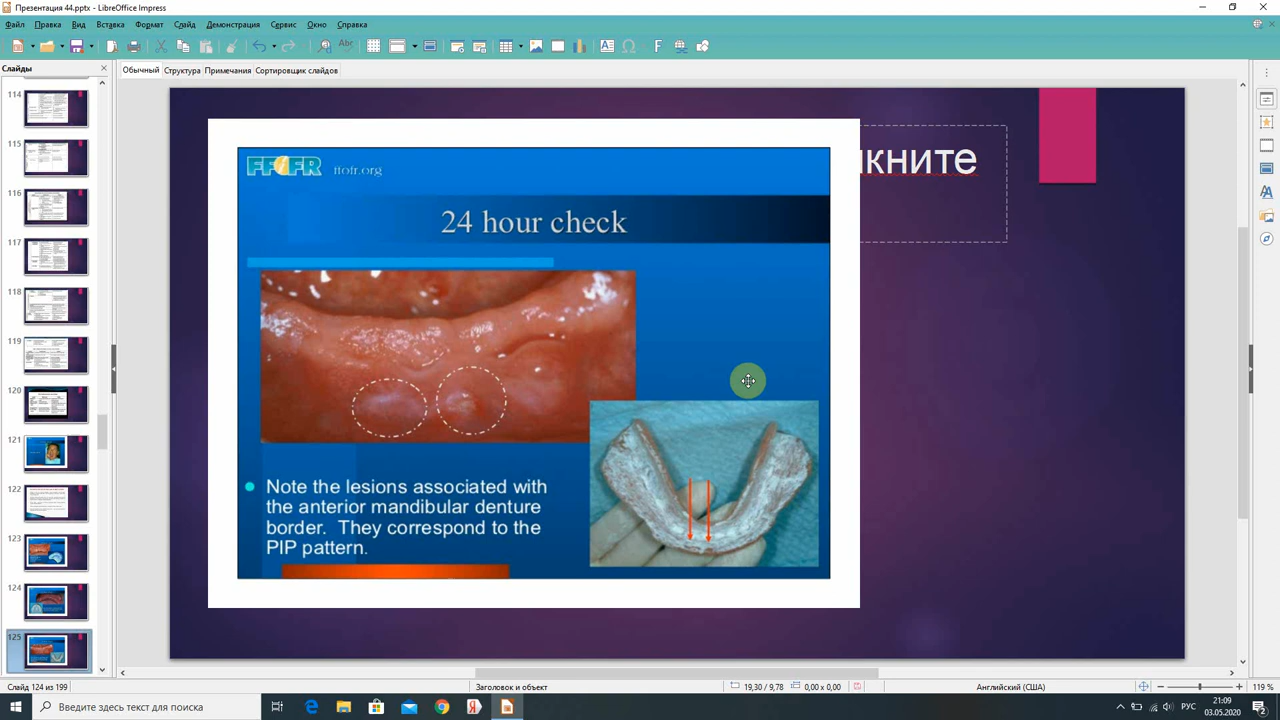 Презентация 44.pptx - LibreOffice Impress
Файл Правка Вид Вставка Формат Слайд Демонстрация Сервис Окно Справка
Слайды
Обычный Структура Примечания Сортировщик слайдов
114
115
116
117
118
119
120
121
122
123
124
125
кните
FFOFR ffofr.org
24 hour check
Note the lesions associated with
the anterior mandibular denture
border. They correspond to the
PIP pattern.
Слайд 124 из 199 Заголовок и объект 19,30 / 9,78 0,00 x 0,00 Английский (США) 119 %
Введите здесь текст для поиска
РУС
21:09
03.05.2020
2